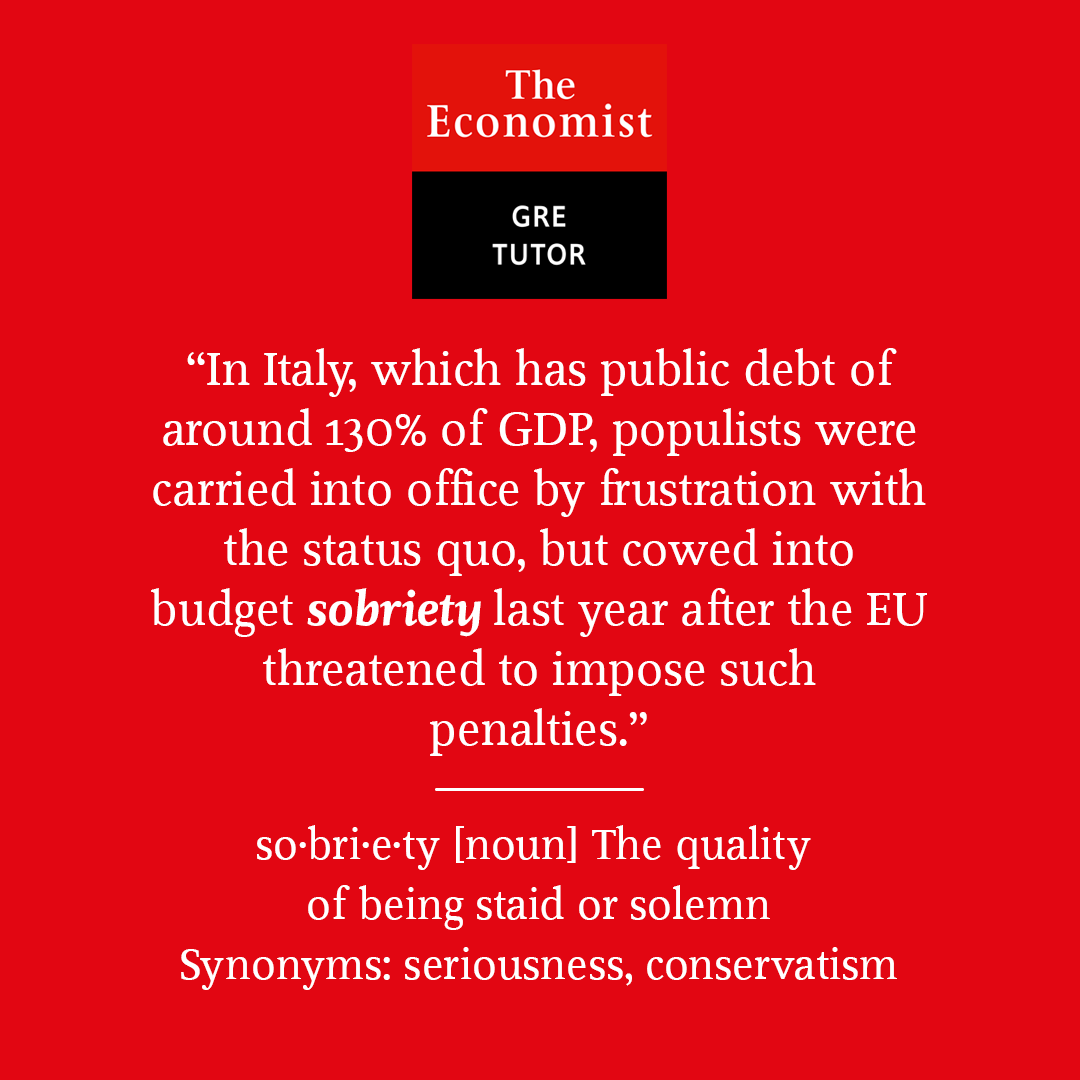 The
Economist
GRE
TUTOR
“In Italy, which has public debt of
around 130% of GDP, populists were
carried into office by frustration with
the status quo, but cowed into
budget sobriety last year after the EU
threatened to impose such
penalties.”
so·bri·e·ty [noun] The quality
of being staid or solemn
Synonyms: seriousness, conservatism